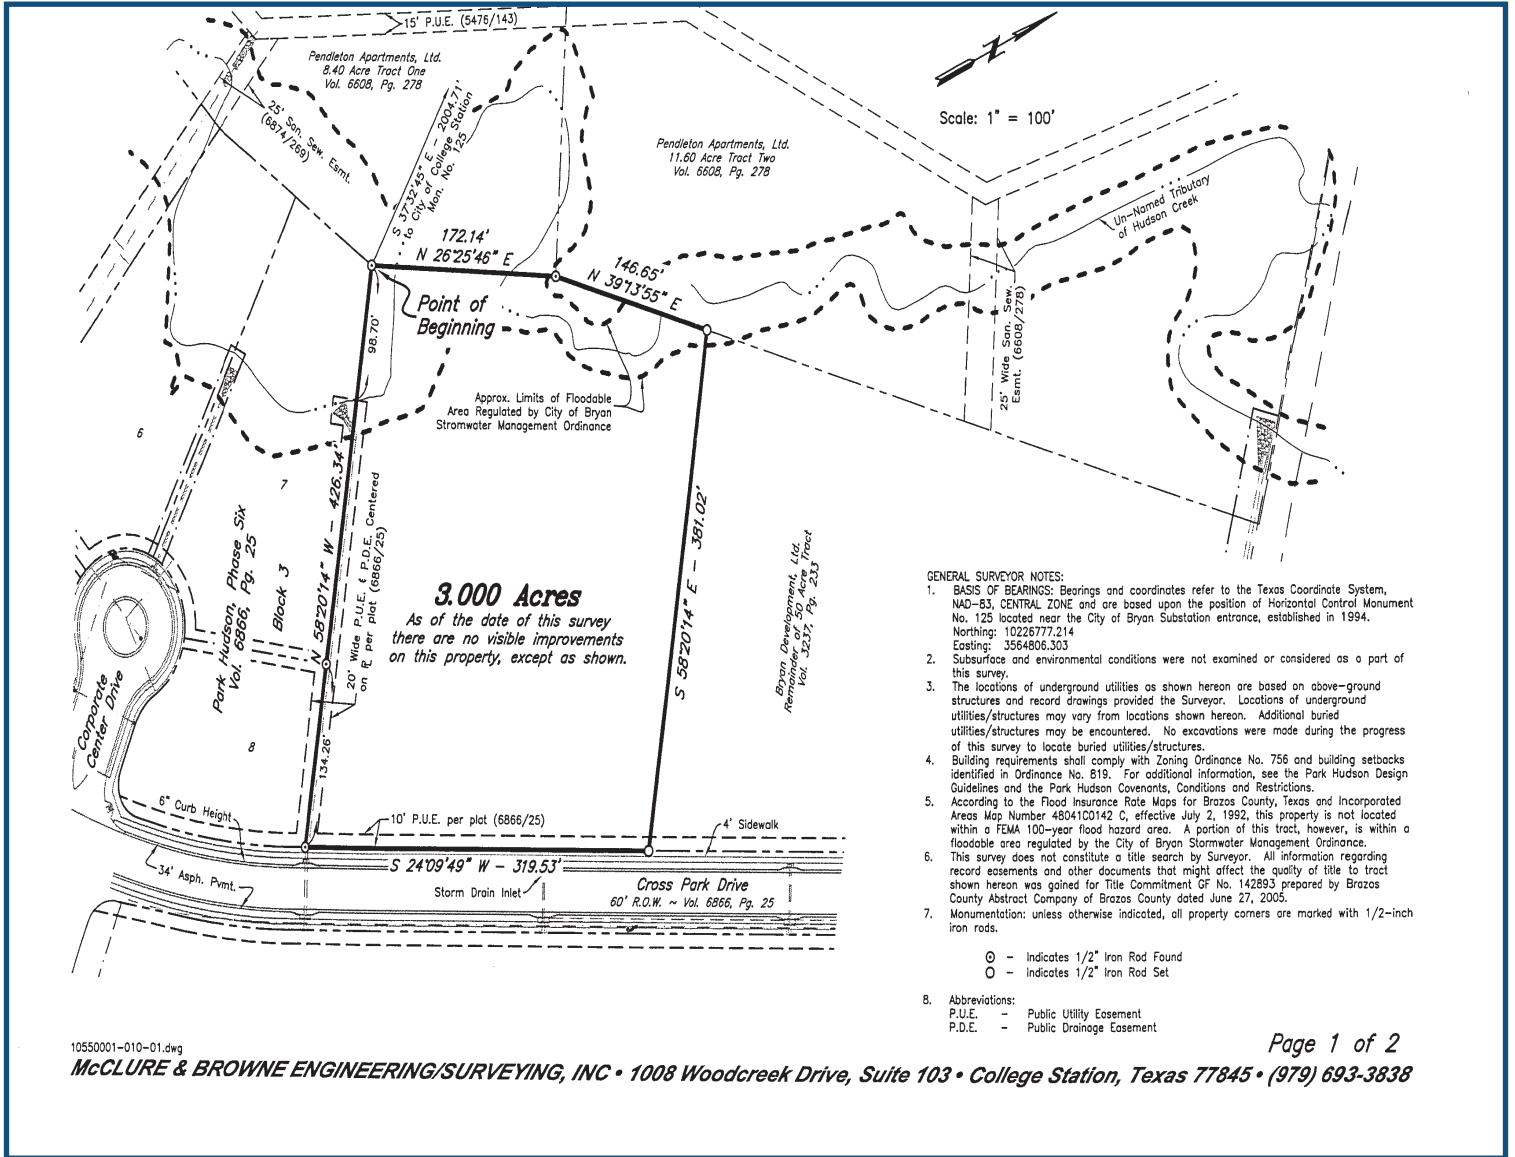 15' P.U.E. (5476/143)
Pendleton Apartments, Ltd.
8.40 Acre Tract One
Vol. 6608, Pg. 278
25' San. Sew. Esmt.
(6874/269)
S 37°32'45" E - 2004.71'
to City of College Station
Mon. No. 125
Pendleton Apartments, Ltd.
11.60 Acre Tract Two
Vol. 6608, Pg. 278
N
Scale: 1" = 100'
Un-Named Tributary
of Hudson Creek
172.14'
N 26°25'46" E
146.65'
N 39°13'55" E
Point of
Beginning
98.70'
25' Wide San. Sew.
Esmt. (6608/278)
Approx. Limits of Floodable
Area Regulated by City of Bryan
Stromwater Management Ordinance
6
7
Park Hudson, Phase Six
Vol. 6866, Pg. 25
Block 3
N 58°20'14" W - 426.34'
20' Wide P.U.E. & P.D.E. Centered
on ℞ per plat (6866/25)
3.000 Acres
As of the date of this survey
there are no visible improvements
on this property, except as shown.
S 58°20'14" E - 381.02'
Bryan Development, Ltd.
Remainder of 50 Acre Tract
Vol. 3237, Pg. 233
Corporate
Center Drive
8
134.26'
6" Curb Height
10' P.U.E. per plat (6866/25)
4' Sidewalk
34' Asph. Pvmt.
S 24°09'49" W - 319.53'
Storm Drain Inlet
Cross Park Drive
60' R.O.W. ~ Vol. 6866, Pg. 25
GENERAL SURVEYOR NOTES:
1. BASIS OF BEARINGS: Bearings and coordinates refer to the Texas Coordinate System,
NAD-83, CENTRAL ZONE and are based upon the position of Horizontal Control Monument
No. 125 located near the City of Bryan Substation entrance, established in 1994.
Northing: 10226777.214
Easting: 3564806.303
2. Subsurface and environmental conditions were not examined or considered as a part of
this survey.
3. The locations of underground utilities as shown hereon are based on above-ground
structures and record drawings provided the Surveyor. Locations of underground
utilities/structures may vary from locations shown hereon. Additional buried
utilities/structures may be encountered. No excavations were made during the progress
of this survey to locate buried utilities/structures.
4. Building requirements shall comply with Zoning Ordinance No. 756 and building setbacks
identified in Ordinance No. 819. For additional information, see the Park Hudson Design
Guidelines and the Park Hudson Covenants, Conditions and Restrictions.
5. According to the Flood Insurance Rate Maps for Brazos County, Texas and Incorporated
Areas Map Number 48041C0142 C, effective July 2, 1992, this property is not located
within a FEMA 100-year flood hazard area. A portion of this tract, however, is within a
floodable area regulated by the City of Bryan Stormwater Management Ordinance.
6. This survey does not constitute a title search by Surveyor. All information regarding
record easements and other documents that might affect the quality of title to tract
shown hereon was gained for Title Commitment GF No. 142893 prepared by Brazos
County Abstract Company of Brazos County dated June 27, 2005.
7. Monumentation: unless otherwise indicated, all property corners are marked with 1/2-inch
iron rods.
⊙ - Indicates 1/2" Iron Rod Found
O - Indicates 1/2" Iron Rod Set
8. Abbreviations:
P.U.E. - Public Utility Easement
P.D.E. - Public Drainage Easement
Page 1 of 2
10550001-010-01.dwg
McCLURE & BROWNE ENGINEERING/SURVEYING, INC • 1008 Woodcreek Drive, Suite 103 • College Station, Texas 77845 • (979) 693-3838